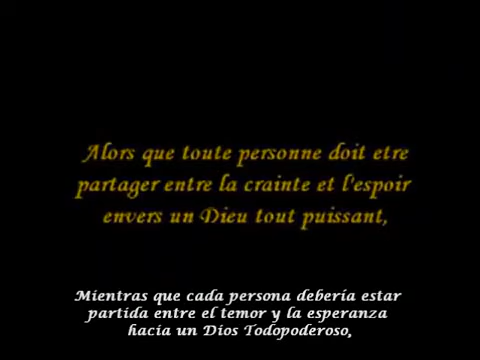 Alors que toute personne doit etre
partager entre la crainte et l'espoir
envers un Dieu tout puissant,
Mientras que cada persona debería estar
partida entre el temor y la esperanza
hacia un Dios Todopoderoso,